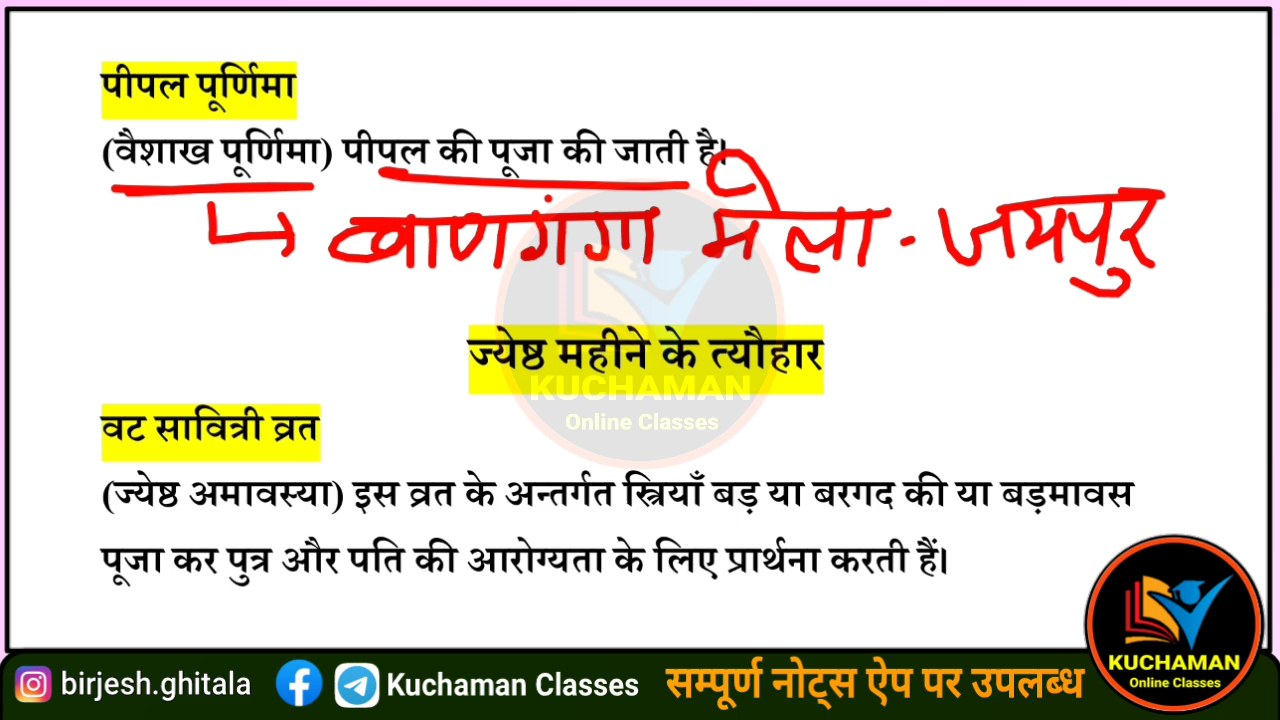 पीपल पूर्णिमा
(वैशाख पूर्णिमा) पीपल की पूजा की जाती है।
↳ बाणगंगा मेला - जयपुर
ज्येष्ठ महीने के त्यौहार
KUCHAMAN
Online Classes
वट सावित्री व्रत
(ज्येष्ठ अमावस्या) इस व्रत के अन्तर्गत स्त्रियाँ बड़ या बरगद की या बड़मावस
पूजा कर पुत्र और पति की आरोग्यता के लिए प्रार्थना करती हैं।
KUCHAMAN
Online Classes
birjesh.ghitala Kuchaman Classes सम्पूर्ण नोट्स ऐप पर उपलब्ध